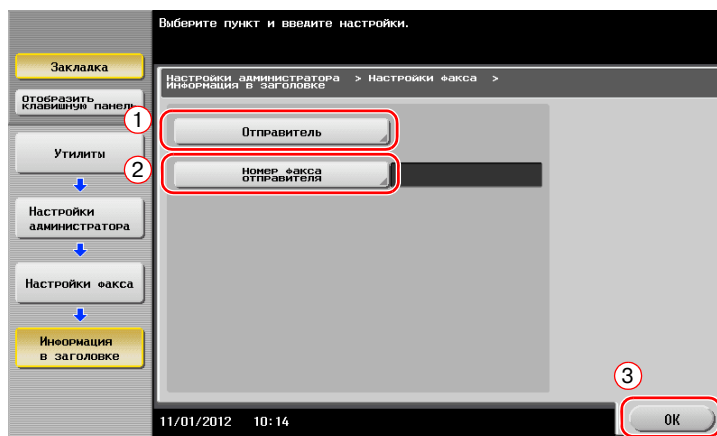 Выберите пункт и введите настройки.
Закладка
Отобразить
клавишную панель
Утилиты
Настройки
администратора
Настройки факса
Информация
в заголовке
Настройки администратора > Настройки факса >
Информация в заголовке
1
Отправитель
2
Номер факса
отправителя
3
11/01/2012 10:14
OK